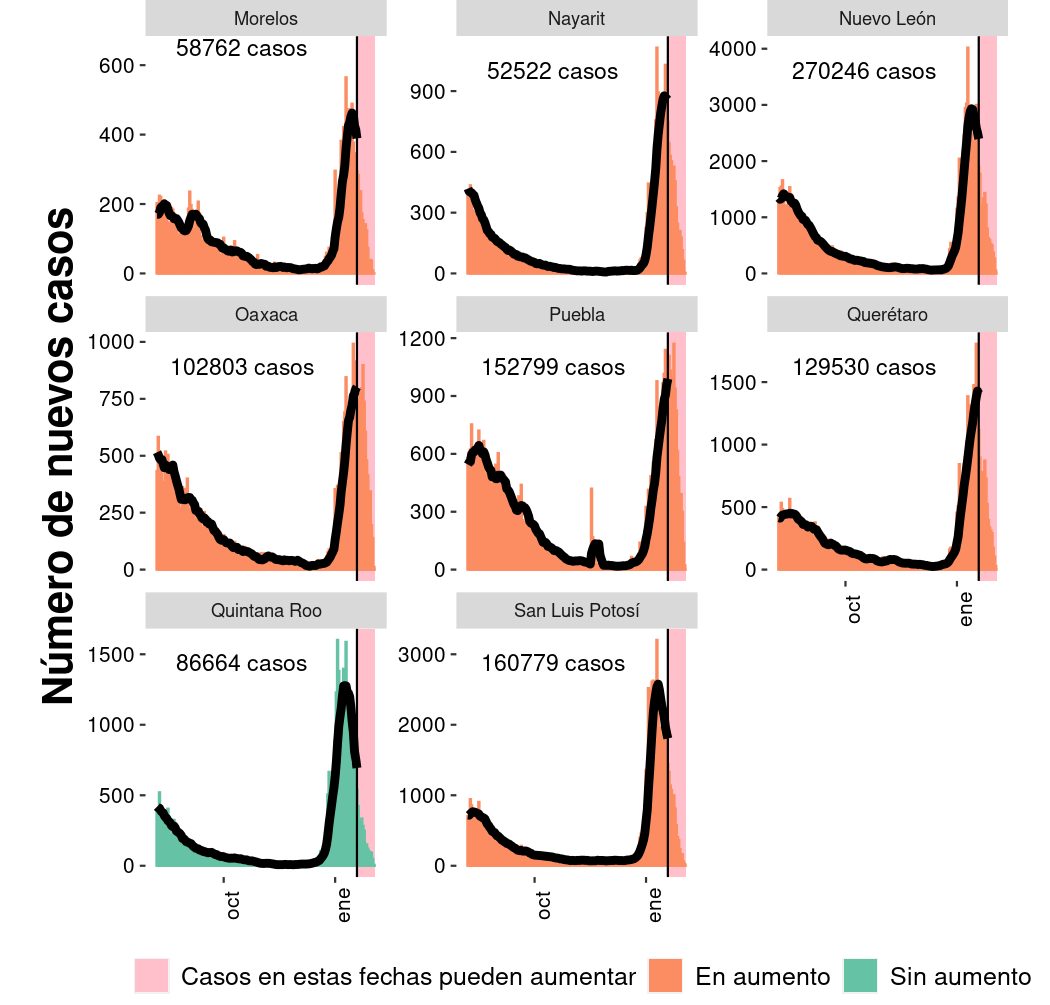 Número de nuevos casos
Morelos
58762 casos
600
400
200
0
Nayarit
52522 casos
900
600
300
0
Nuevo León
270246 casos
4000
3000
2000
1000
0
Oaxaca
102803 casos
1000
750
500
250
0
Puebla
152799 casos
1200
900
600
300
0
Querétaro
129530 casos
1500
1000
500
0
oct ene
Quintana Roo
86664 casos
1500
1000
500
0
oct ene
San Luis Potosí
160779 casos
3000
2000
1000
0
oct ene
Casos en estas fechas pueden aumentar En aumento Sin aumento